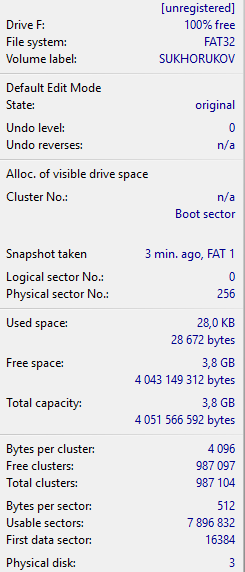 [unregistered]
Drive F: 100% free
File system: FAT32
Volume label: SUKHORUKOV
Default Edit Mode
State: original
Undo level: 0
Undo reverses: n/a
Alloc. of visible drive space
Cluster No.: n/a
Boot sector
Snapshot taken 3 min. ago, FAT 1
Logical sector No.: 0
Physical sector No.: 256
Used space: 28,0 KB
28 672 bytes
Free space: 3,8 GB
4 043 149 312 bytes
Total capacity: 3,8 GB
4 051 566 592 bytes
Bytes per cluster: 4 096
Free clusters: 987 097
Total clusters: 987 104
Bytes per sector: 512
Usable sectors: 7 896 832
First data sector: 16384
Physical disk: 3